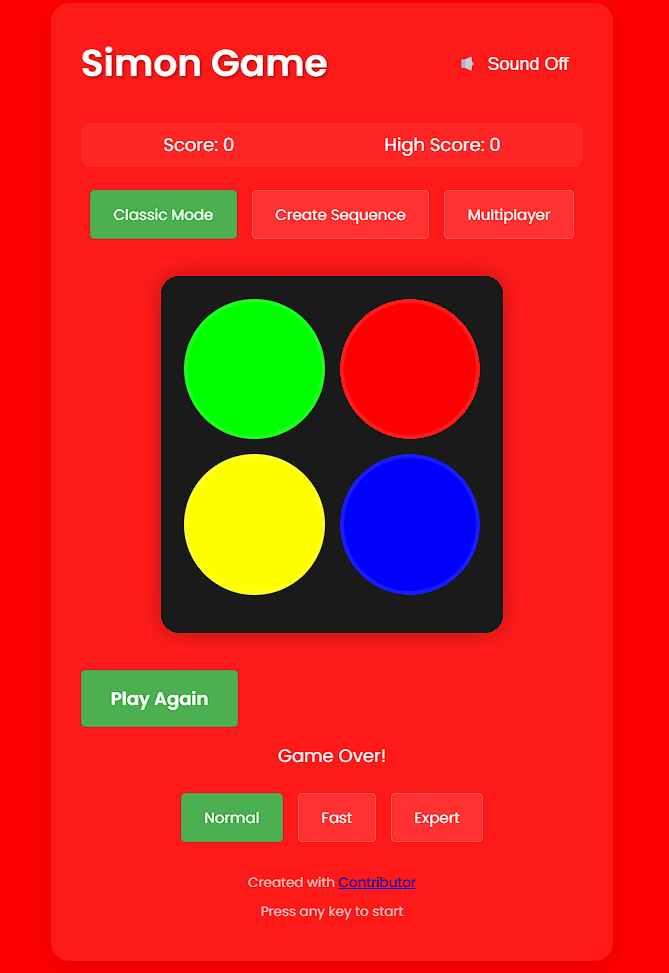 Simon Game
Sound Off
Score: 0 High Score: 0
Classic Mode Create Sequence Multiplayer
Play Again
Game Over!
Normal Fast Expert
Created with Contributor
Press any key to start